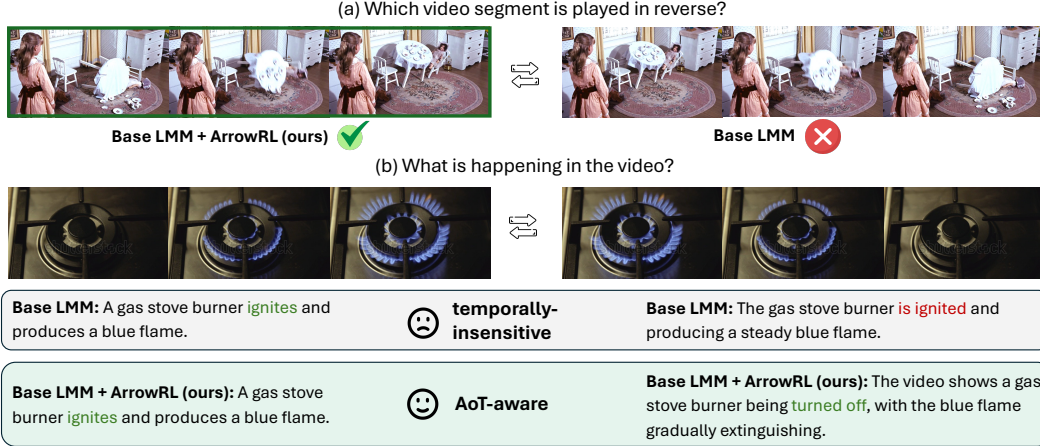 (a) Which video segment is played in reverse?
Base LMM + ArrowRL (ours)
Base LMM
(b) What is happening in the video?
Base LMM: A gas stove burner ignites and
produces a blue flame.
temporally-
insensitive
Base LMM: The gas stove burner is ignited and
producing a steady blue flame.
Base LMM + ArrowRL (ours): A gas stove
burner ignites and produces a blue flame.
AoT-aware
Base LMM + ArrowRL (ours): The video shows a gas
stove burner being turned off, with the blue flame
gradually extinguishing.